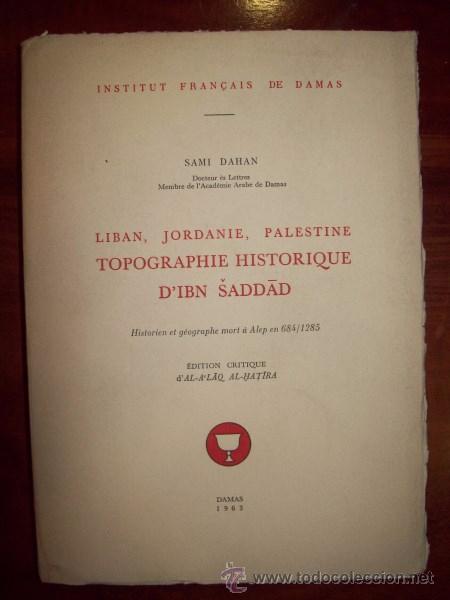 INSTITUT FRANÇAIS DE DAMAS
SAMI DAHAN
Docteur ès Lettres
Membre de l'Académie Arabe de Damas
LIBAN, JORDANIE, PALESTINE
TOPOGRAPHIE HISTORIQUE
D'IBN ŠADDĀD
Historien et géographe mort à Alep en 684/1285
ÉDITION CRITIQUE
d'AL-AʿLĀQ AL-ḪAṬĪRA
DAMAS
1963
todocoleccion
www.todocoleccion.net